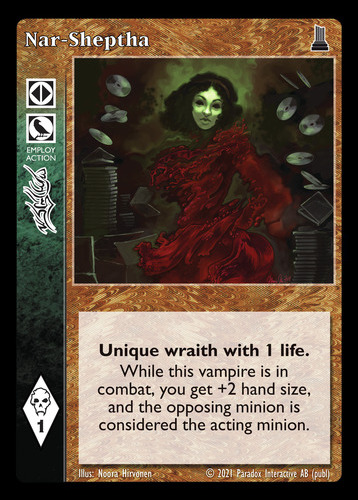 Nar-Sheptha
EMPLOY
ACTION
Unique wraith with 1 life.
While this vampire is in
combat, you get +2 hand size,
and the opposing minion is
considered the acting minion.
1
Illus: Noora Hirvonen
© 2021 Paradox Interactive AB (publ)